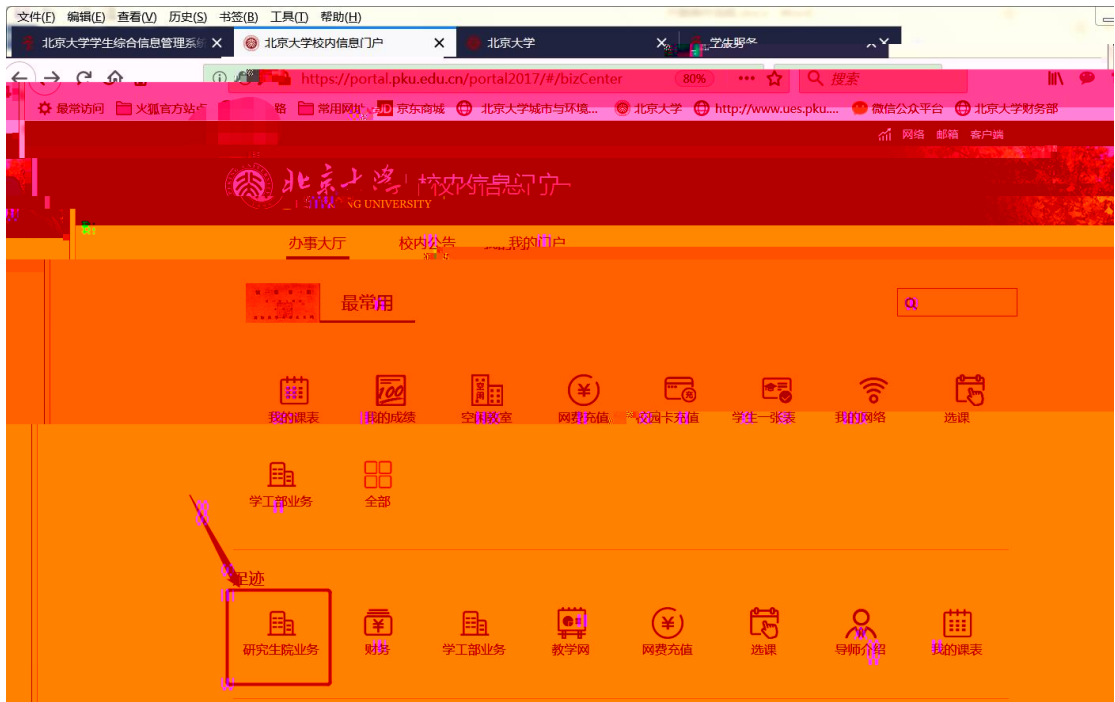 文件(F) 编辑(E) 查看(V) 历史(S) 书签(B) 工具(T) 帮助(H)
北京大学学生综合信息管理系统 北京大学校内信息门户 北京大学
https://portal.pku.edu.cn/portal2017/#/bizCenter 80% 搜索
最常访问 火狐官方站点 常用网址 京东商城 北京大学城市与环境... 北京大学 http://www.ues.pku.... 微信公众平台 北京大学财务部
网络 邮箱 客户端
北京大学 校内信息门户
NG UNIVERSITY
办事大厅 校内公告 我的门户
最常用
我的课表 我的成绩 空闲教室 网费充值 校园卡充值 学生一张表 我的网络 选课
学工部业务 全部
足迹
研究生院业务 财务 学工部业务 教学网 网费充值 选课 导师介绍 我的课表